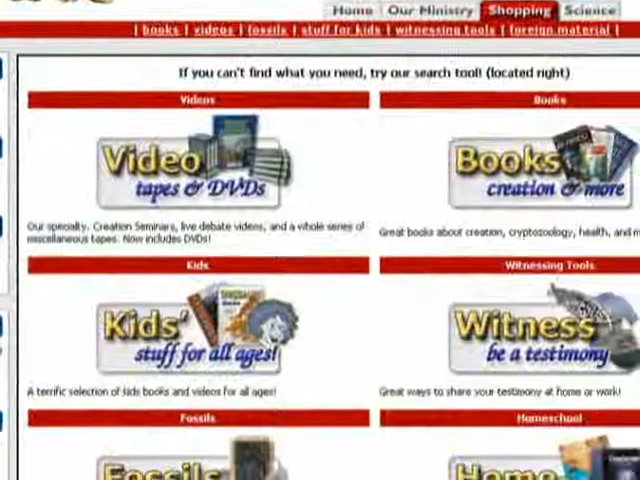 Home | Our Ministry | Shopping | Science
| books | videos | fossils | stuff for kids | witnessing tools | foreign material |
If you can't find what you need, try our search tool! (located right)
Videos
Books
Video
tapes & DVDs
Books
creation & more
Our specialty. Creation Seminars, live debate videos, and a whole series of
miscellaneous tapes. Now includes DVDs!
Great books about creation, cryptozoology, health, and
Kids
Witnessing Tools
Kids'
stuff for all ages!
Witness
be a testimony
A terrific selection of kids books and videos for all ages!
Great ways to share your testimony at home or work!
Fossils
Homeschool
Fossils
Home